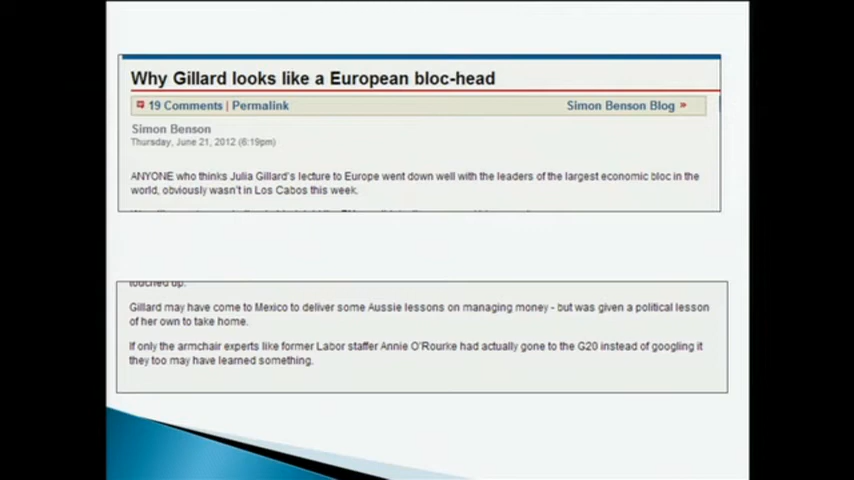 Why Gillard looks like a European bloc-head
19 Comments | Permalink
Simon Benson Blog »
Simon Benson
Thursday, June 21, 2012 (6:19pm)
ANYONE who thinks Julia Gillard's lecture to Europe went down well with the leaders of the largest economic bloc in the
world, obviously wasn't in Los Cabos this week.
touched up.
Gillard may have come to Mexico to deliver some Aussie lessons on managing money - but was given a political lesson
of her own to take home.
If only the armchair experts like former Labor staffer Annie O'Rourke had actually gone to the G20 instead of googling it
they too may have learned something.